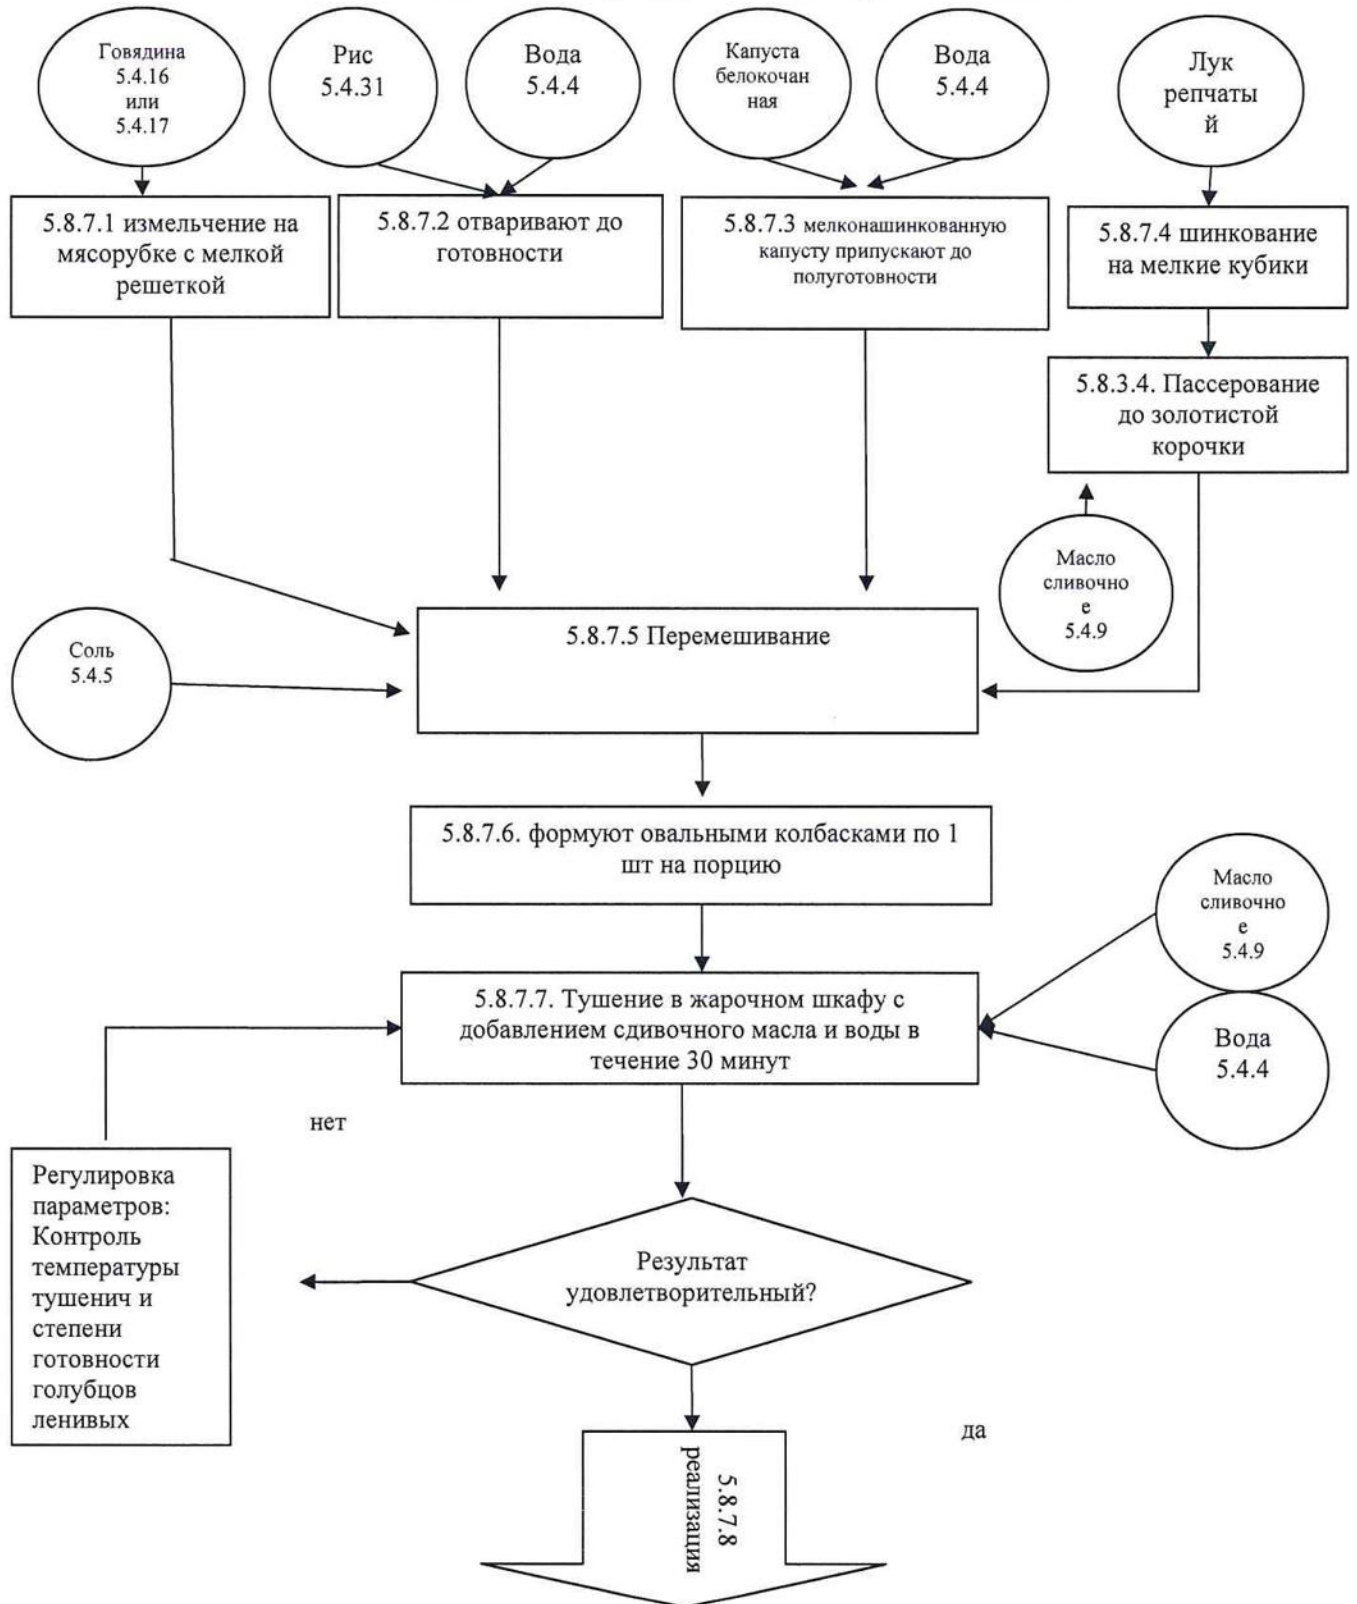 Говядина
5.4.16
или
5.4.17
Рис
5.4.31
Вода
5.4.4
Капуста
белокочан
ная
Вода
5.4.4
Лук
репчаты
й
5.8.7.1 измельчение на
мясорубке с мелкой
решеткой
5.8.7.2 отваривают до
готовности
5.8.7.3 мелконашинкованную
капусту припускают до
полуготовности
5.8.7.4 шинкование
на мелкие кубики
5.8.3.4. Пассерование
до золотистой
корочки
Масло
сливочно
е
5.4.9
Соль
5.4.5
5.8.7.5 Перемешивание
5.8.7.6. формуют овальными колбасками по 1
шт на порцию
Масло
сливочно
е
5.4.9
5.8.7.7. Тушение в жарочном шкафу с
добавлением сдивочного масла и воды в
течение 30 минут
Вода
5.4.4
нет
Регулировка
параметров:
Контроль
температуры
тушенич и
степени
готовности
голубцов
ленивых
Результат
удовлетворительный?
да
5.8.7.8
реализация